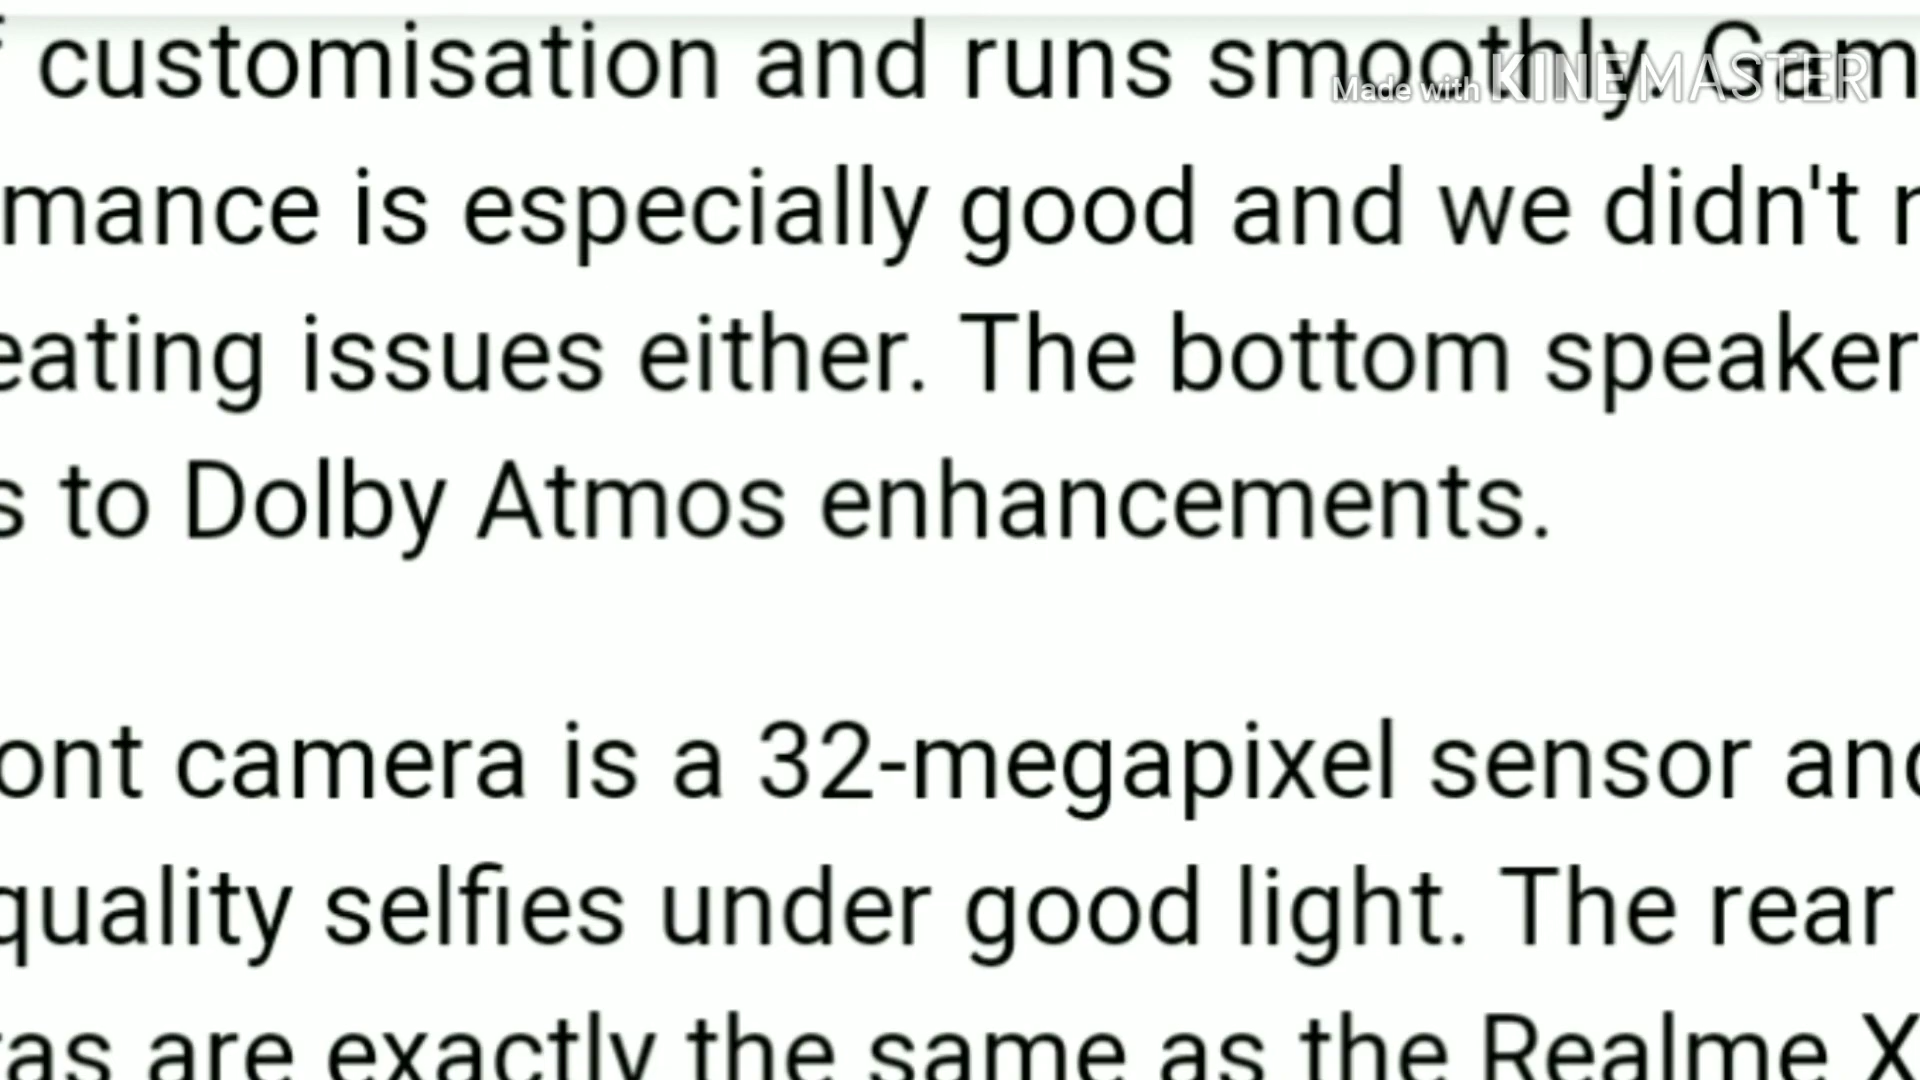 customisation and runs smoothly. Gam
Made with KINEMASTER
mance is especially good and we didn't
eating issues either. The bottom speaker
s to Dolby Atmos enhancements.
ont camera is a 32-megapixel sensor and
quality selfies under good light. The rear
ras are exactly the same as the Realme X